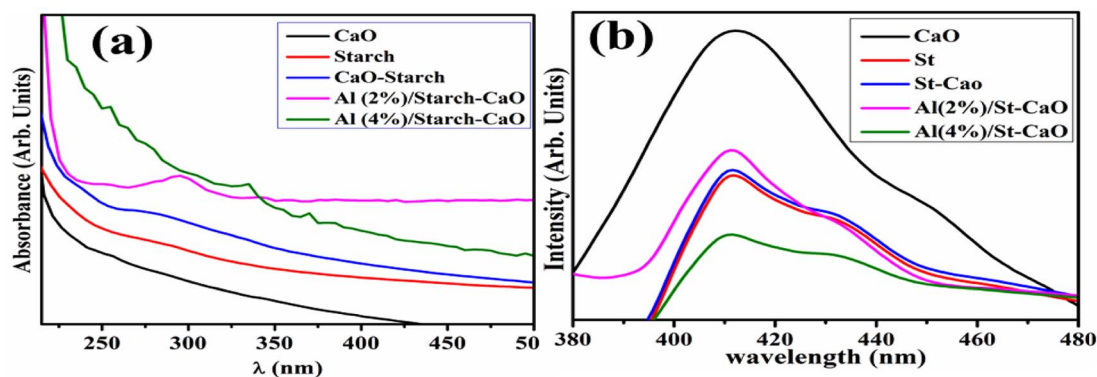 (a)
CaO
Starch
CaO-Starch
Al (2%)/Starch-CaO
Al (4%)/Starch-CaO
Absorbance (Arb. Units)
250 300 350 400 450 50
λ (nm)
(b)
CaO
St
St-Cao
Al(2%)/St-CaO
Al(4%)/St-CaO
Intensity (Arb. Units)
380 400 420 440 460 480
wavelength (nm)